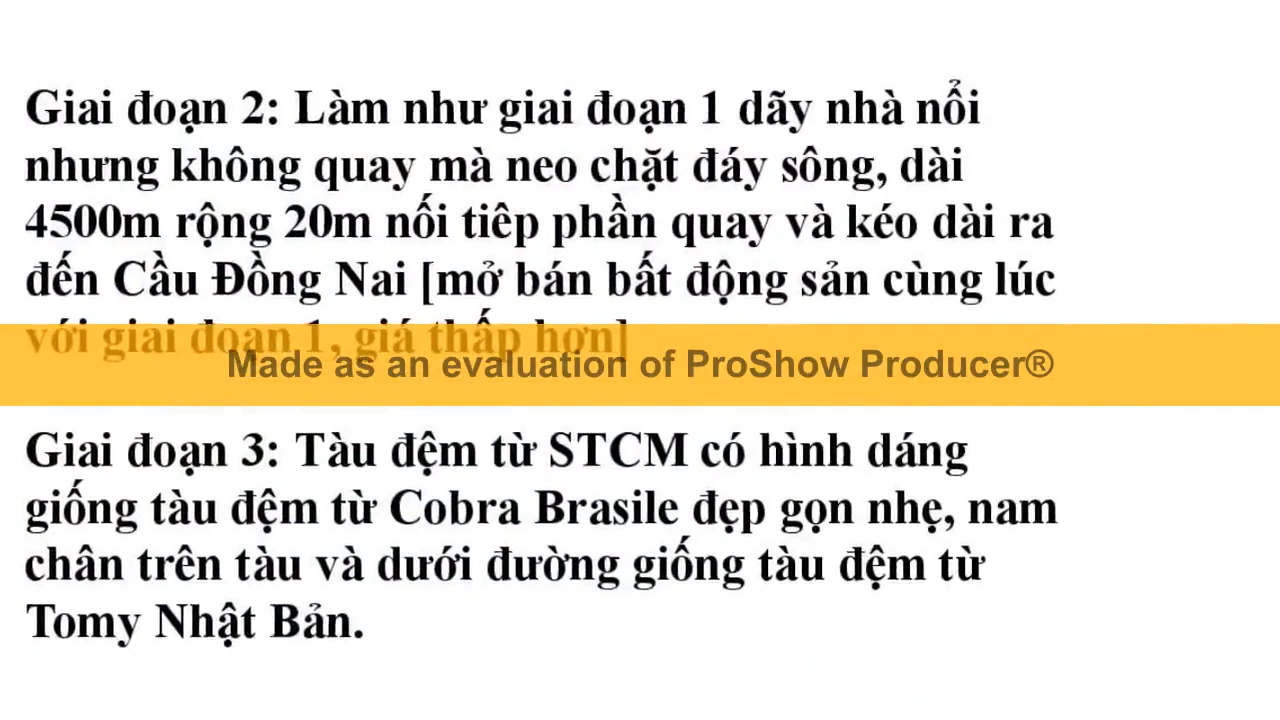 Giai đoạn 2: Làm như giai đoạn 1 dãy nhà nổi
nhưng không quay mà neo chặt đáy sông, dài
4500m rộng 20m nối tiêp phần quay và kéo dài ra
đến Cầu Đồng Nai [mở bán bất động sản cùng lúc
với giai đoạn 1, giá thấp hơn]
Made as an evaluation of ProShow Producer®
Giai đoạn 3: Tàu đệm từ STCM có hình dáng
giống tàu đệm từ Cobra Brasile đẹp gọn nhẹ, nam
chân trên tàu và dưới đường giống tàu đệm từ
Tomy Nhật Bản.